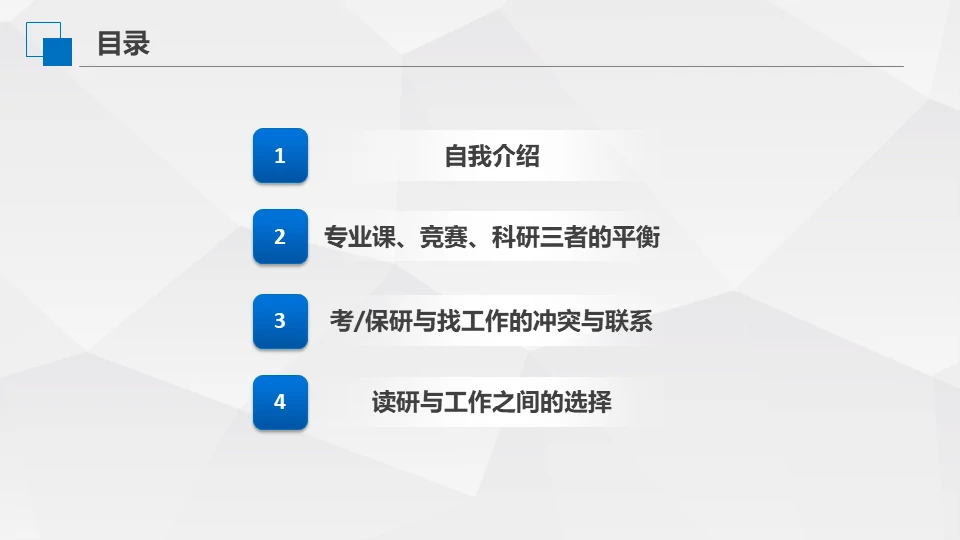 目录
1 自我介绍
2 专业课、竞赛、科研三者的平衡
3 考/保研与找工作的冲突与联系
4 读研与工作之间的选择